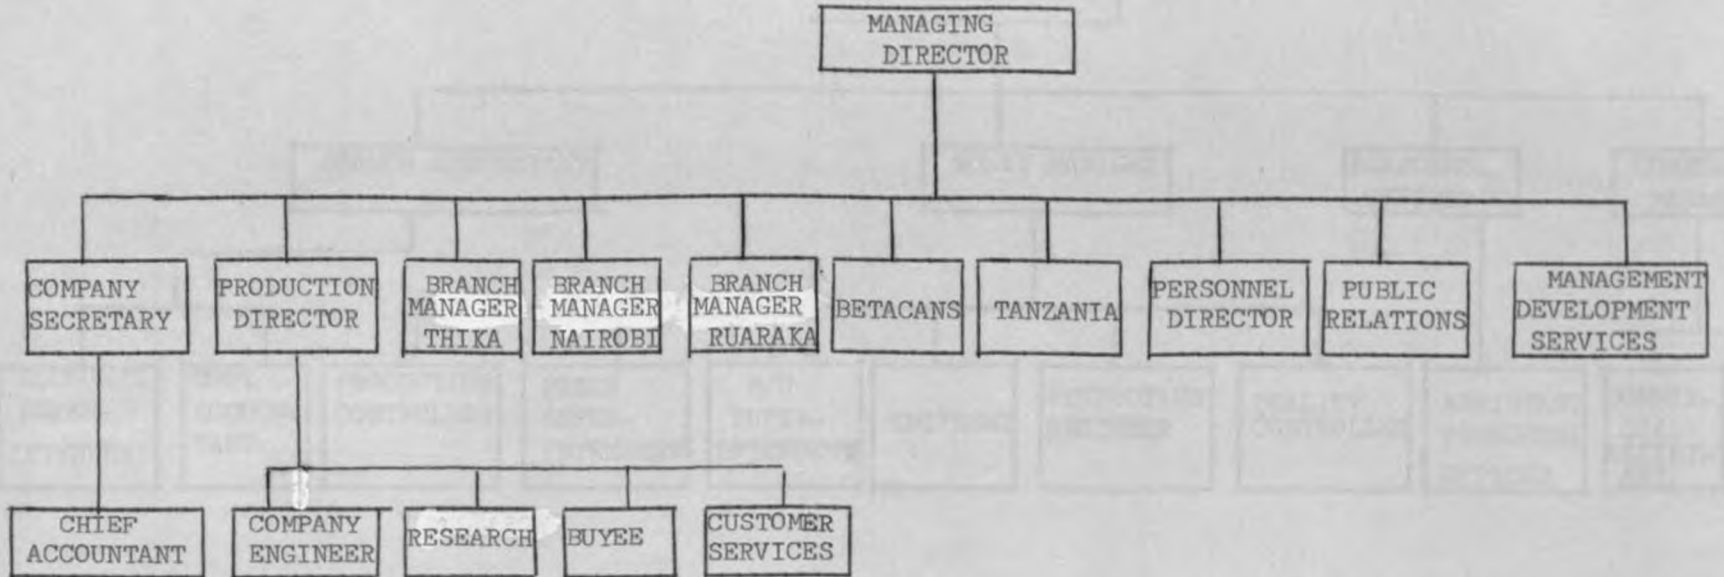 MANAGING
DIRECTOR
COMPANY
SECRETARY
PRODUCTION
DIRECTOR
BRANCH
MANAGER
THIKA
BRANCH
MANAGER
NAIROBI
BRANCH
MANAGER
RUARAKA
BETACANS
TANZANIA
PERSONNEL
DIRECTOR
PUBLIC
RELATIONS
MANAGEMENT
DEVELOPMENT
SERVICES
CHIEF
ACCOUNTANT
COMPANY
ENGINEER
RESEARCH
BUYEE
CUSTOMER
SERVICES